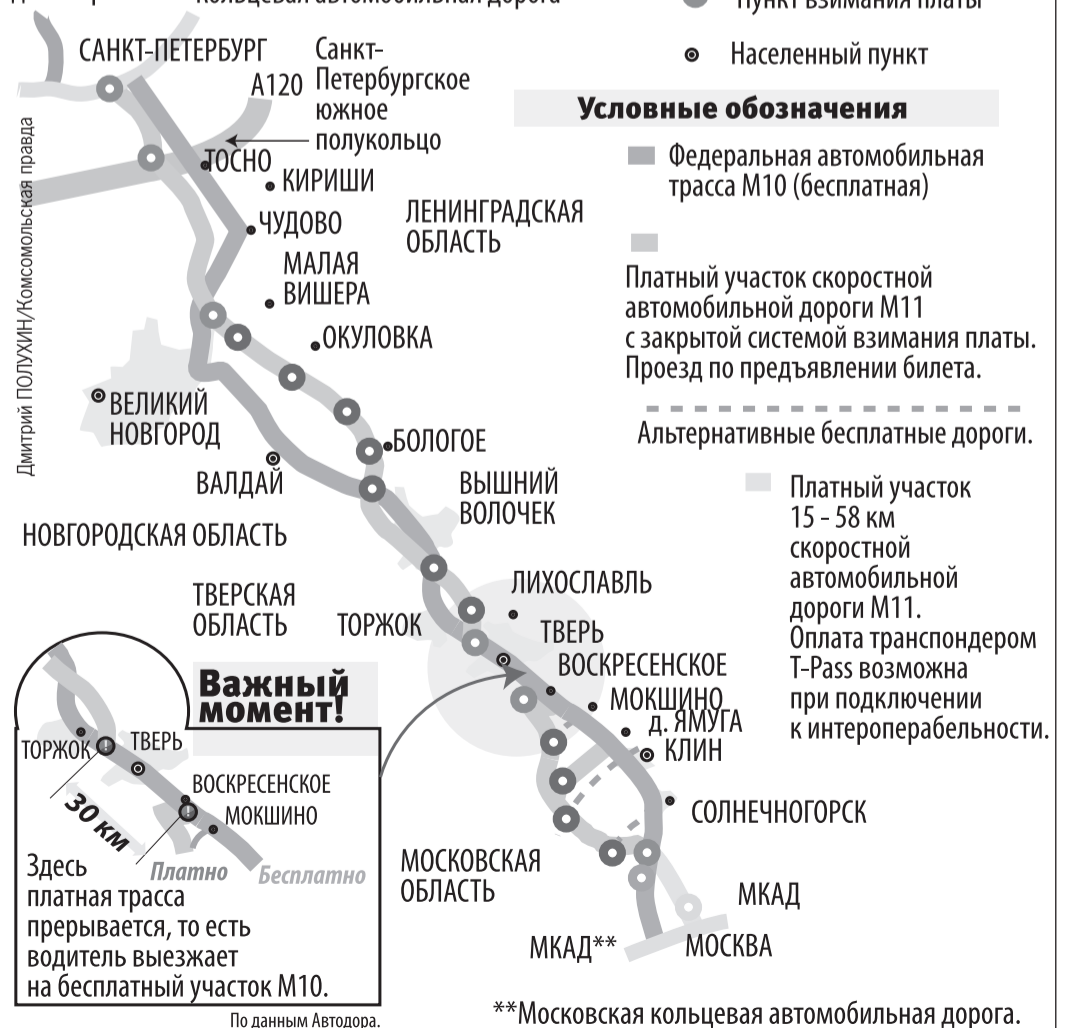 кольцевая автомобильная дорога
Пункт взимания платы
Населенный пункт
Условные обозначения
Федеральная автомобильная
трасса М10 (бесплатная)
Платный участок скоростной
автомобильной дороги М11
с закрытой системой взимания платы.
Проезд по предъявлении билета.
Альтернативные бесплатные дороги.
Платный участок
15 - 58 км
скоростной
автомобильной
дороги М11.
Оплата транспондером
T-Pass возможна
при подключении
к интероперабельности.
САНКТ-ПЕТЕРБУРГ
А120
Санкт-
Петербургское
южное
полукольцо
ТОСНО
КИРИШИ
ЧУДОВО
ЛЕНИНГРАДСКАЯ
ОБЛАСТЬ
МАЛАЯ
ВИШЕРА
ОКУЛОВКА
ВЕЛИКИЙ
НОВГОРОД
БОЛОГОЕ
ВАЛДАЙ
ВЫШНИЙ
ВОЛОЧЕК
НОВГОРОДСКАЯ ОБЛАСТЬ
ТВЕРСКАЯ
ОБЛАСТЬ
ЛИХОСЛАВЛЬ
ТОРЖОК
ТВЕРЬ
ВОСКРЕСЕНСКОЕ
МОКШИНО
д. ЯМУГА
КЛИН
СОЛНЕЧНОГОРСК
МОСКОВСКАЯ
ОБЛАСТЬ
МКАД
МКАД**
МОСКВА
**Московская кольцевая автомобильная дорога.
Важный
момент!
ТОРЖОК
!
ТВЕРЬ
ВОСКРЕСЕНСКОЕ
!
МОКШИНО
30 км
Платно
Бесплатно
Здесь
платная трасса
прерывается, то есть
водитель выезжает
на бесплатный участок М10.
По данным Автодора.
Дмитрий ПОЛУХИН/Комсомольская правда